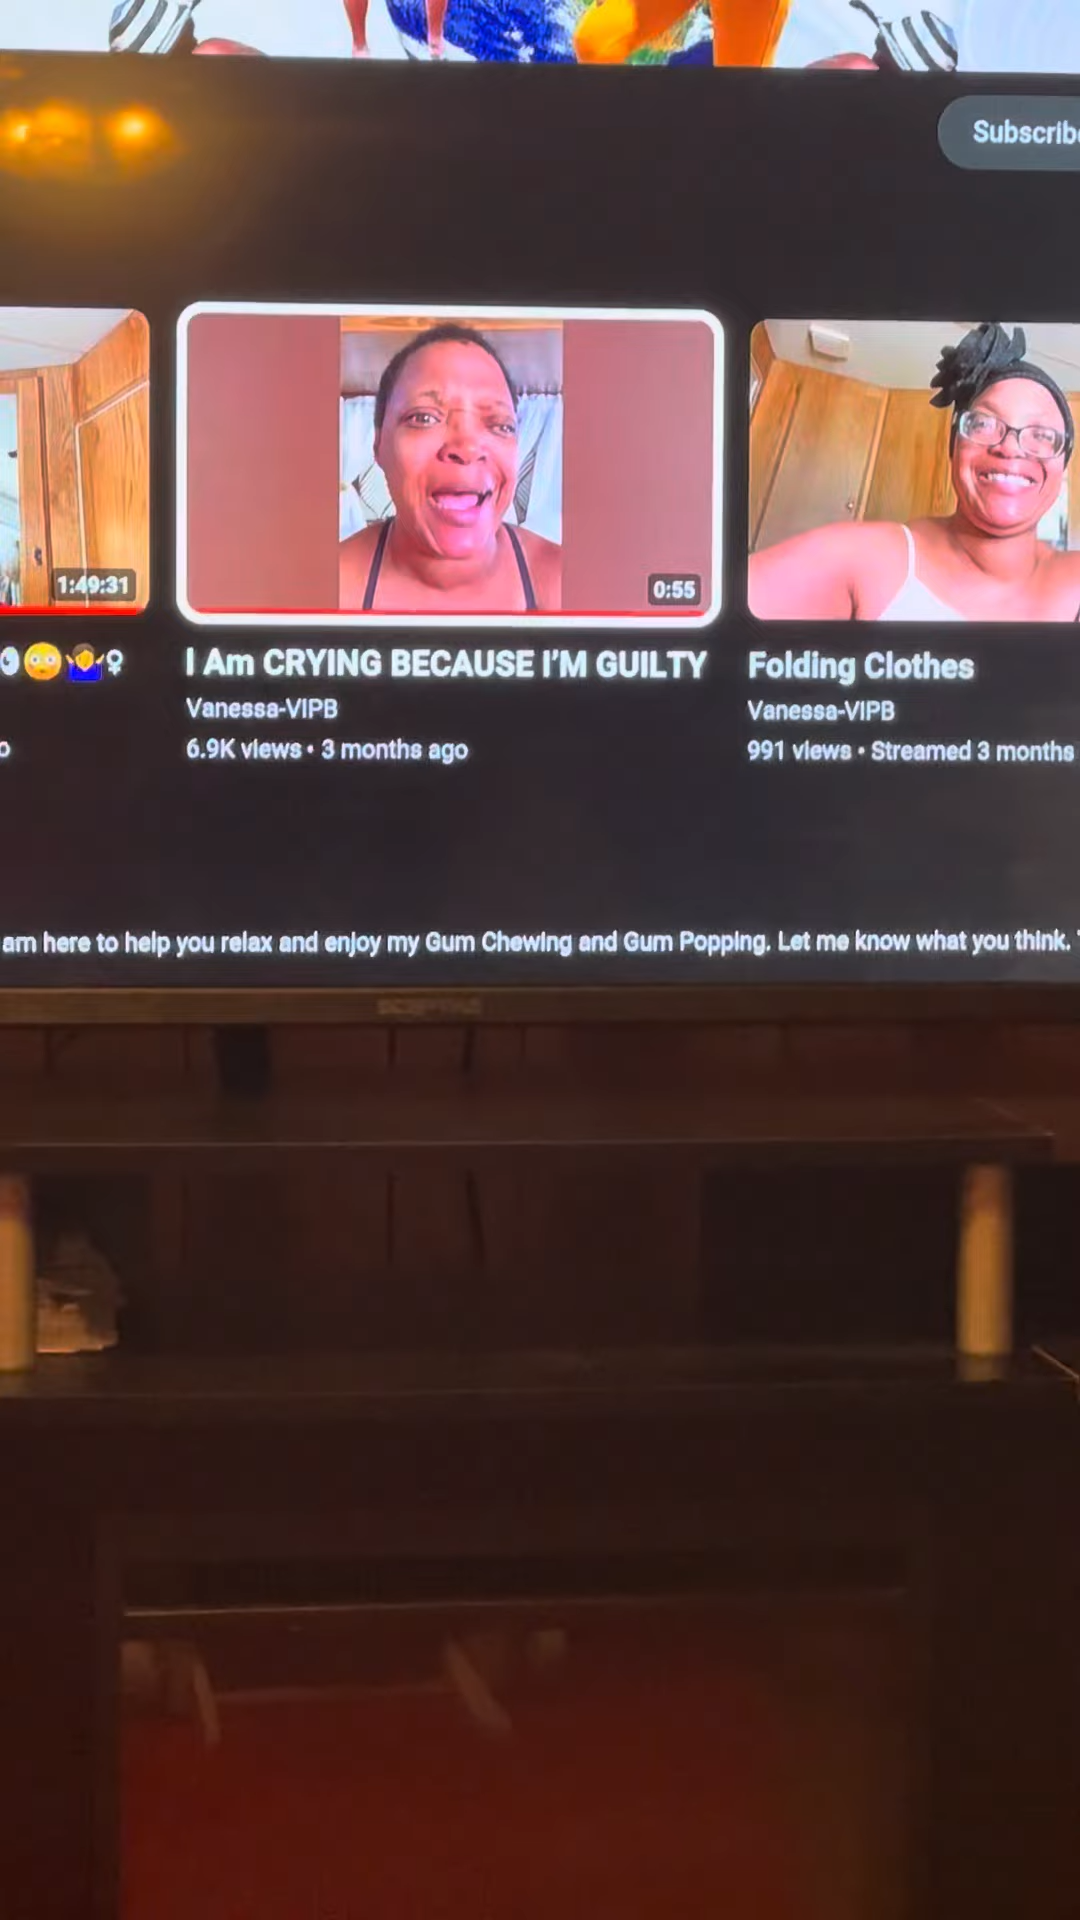 Subscribe
1:49:31
0:55
I Am CRYING BECAUSE I'M GUILTY
Vanessa-VIPB
6.9K views • 3 months ago
Folding Clothes
Vanessa-VIPB
991 views • Streamed 3 months
am here to help you relax and enjoy my Gum Chewing and Gum Popping. Let me know what you think.
SCEPTRE